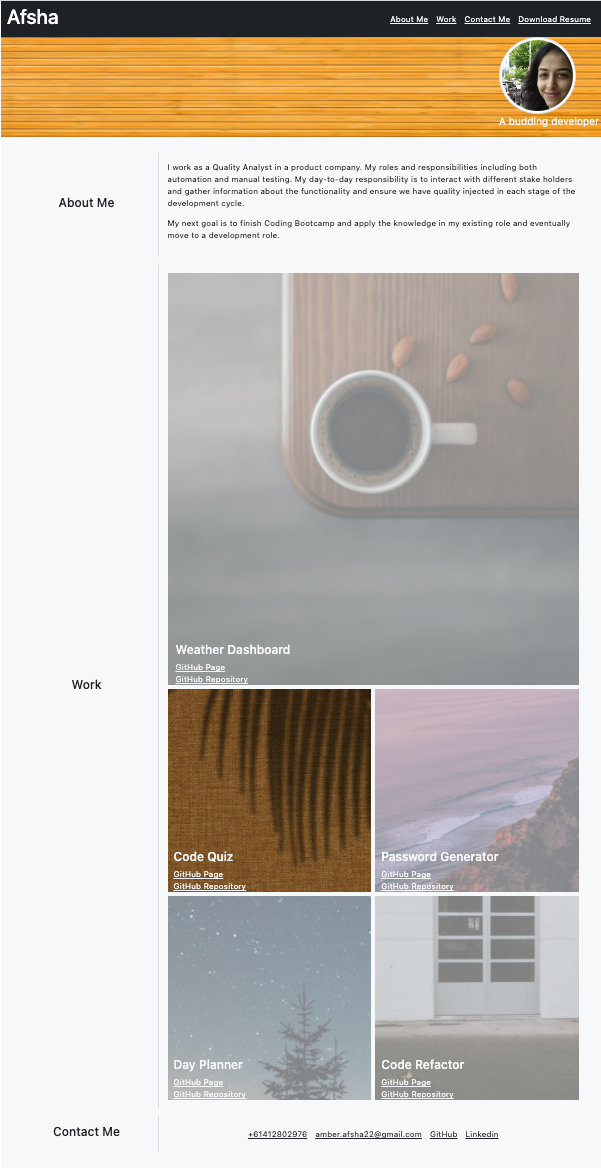 Afsha
About Me Work Contact Me Download Resume
A budding developer
About Me
I work as a Quality Analyst in a product company. My roles and responsibilities including both
automation and manual testing. My day-to-day responsibility is to interact with different stake holders
and gather information about the functionality and ensure we have quality injected in each stage of the
development cycle.
My next goal is to finish Coding Bootcamp and apply the knowledge in my existing role and eventually
move to a development role.
Work
Weather Dashboard
GitHub Page
GitHub Repository
Code Quiz
GitHub Page
GitHub Repository
Password Generator
GitHub Page
GitHub Repository
Day Planner
GitHub Page
GitHub Repository
Code Refactor
GitHub Page
GitHub Repository
Contact Me
+61412802976 amber.afsha22@gmail.com GitHub Linkedin